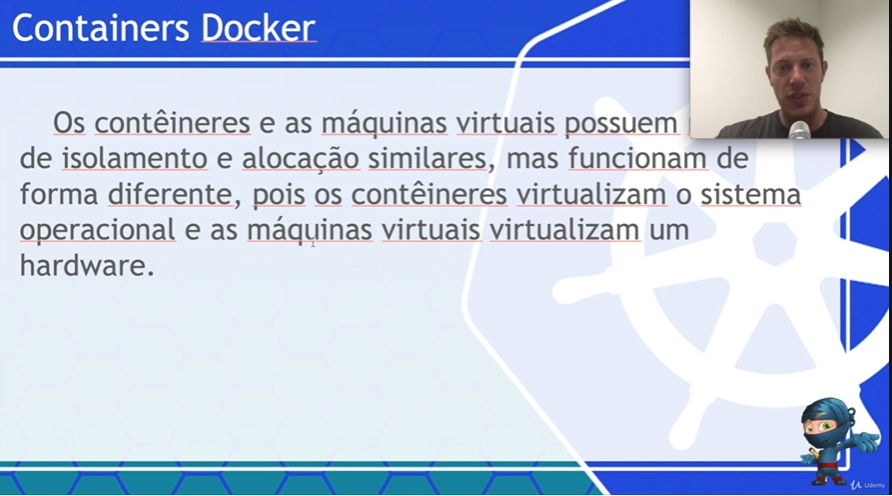 Containers Docker
Os contêineres e as máquinas virtuais possuem
de isolamento e alocação similares, mas funcionam de
forma diferente, pois os contêineres virtualizam o sistema
operacional e as máquinas virtuais virtualizam um
hardware.
Udemy